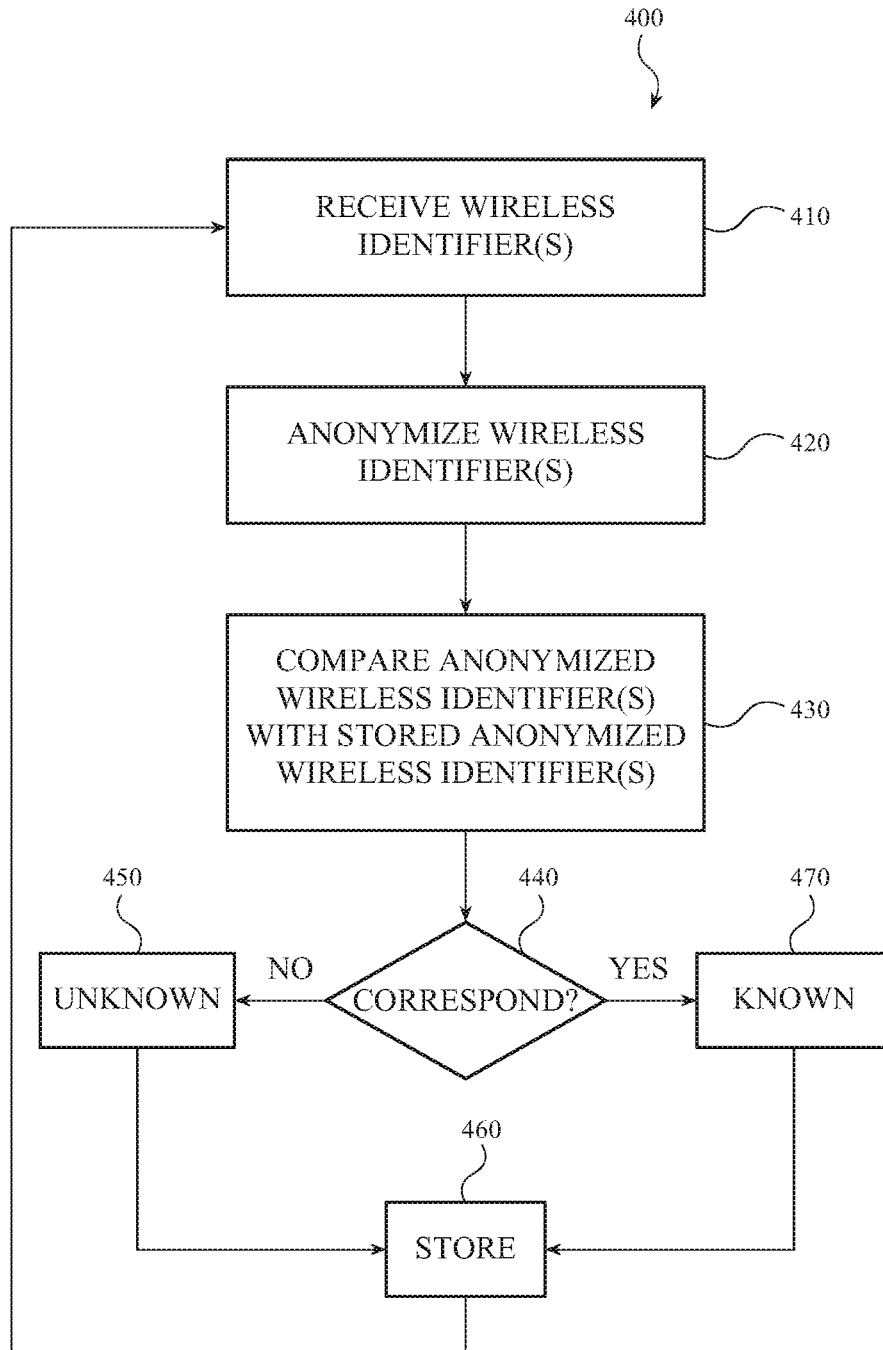 400
RECEIVE WIRELESS
IDENTIFIER(S)
410
ANONYMIZE WIRELESS
IDENTIFIER(S)
420
COMPARE ANONYMIZED
WIRELESS IDENTIFIER(S)
WITH STORED ANONYMIZED
WIRELESS IDENTIFIER(S)
430
450
440
470
UNKNOWN
NO
CORRESPOND?
YES
KNOWN
460
STORE